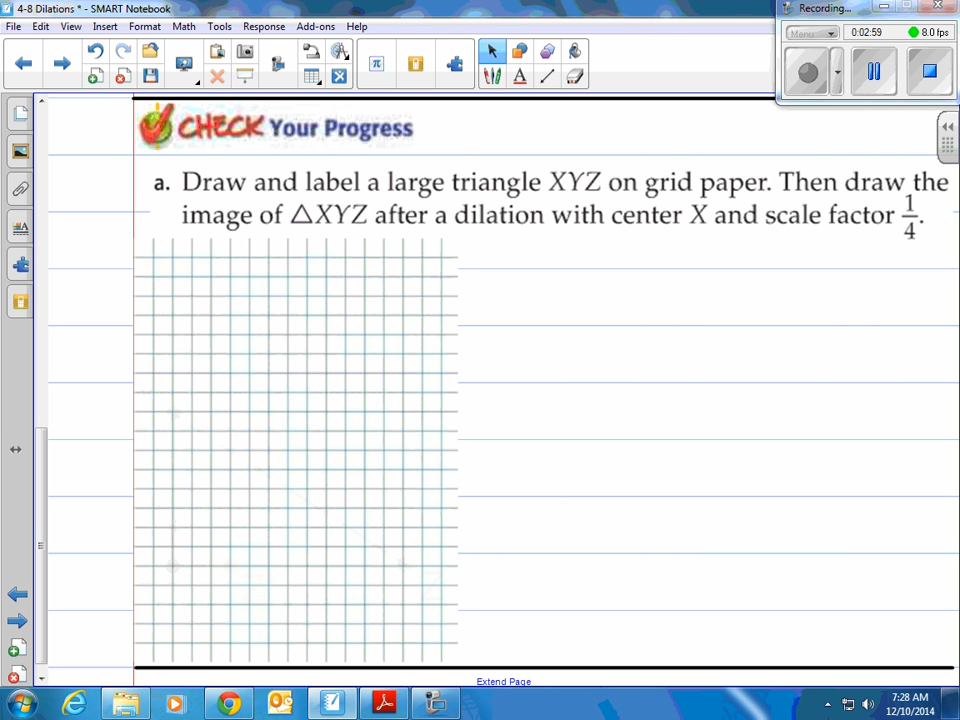 4-8 Dilations * - SMART Notebook
Recording...
File Edit View Insert Format Math Tools Response Add-ons Help
Menu 0:02:59 8.0 fps
CHECK Your Progress
a. Draw and label a large triangle XYZ on grid paper. Then draw the
image of △XYZ after a dilation with center X and scale factor 1/4.
Extend Page
7:28 AM
12/10/2014